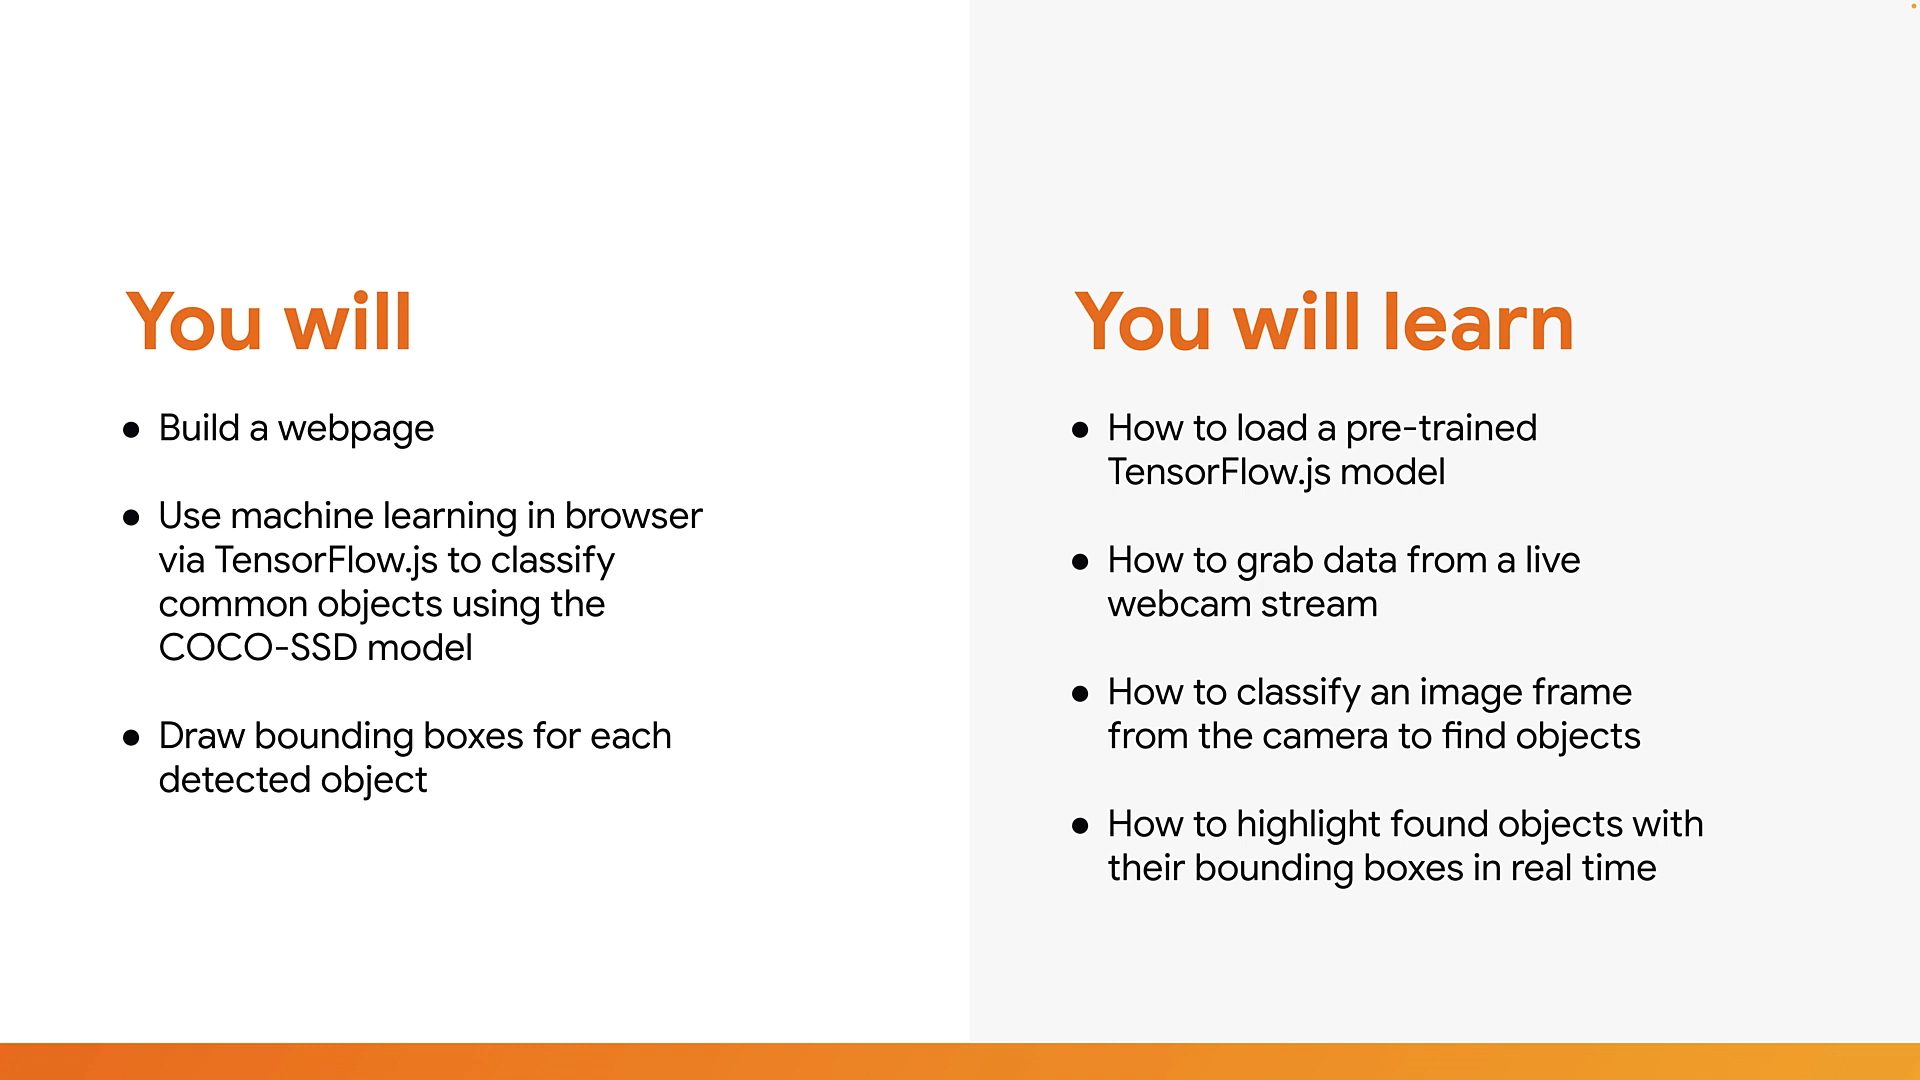 You will
● Build a webpage
● Use machine learning in browser
via TensorFlow.js to classify
common objects using the
COCO-SSD model
● Draw bounding boxes for each
detected object
You will learn
● How to load a pre-trained
TensorFlow.js model
● How to grab data from a live
webcam stream
● How to classify an image frame
from the camera to find objects
● How to highlight found objects with
their bounding boxes in real time